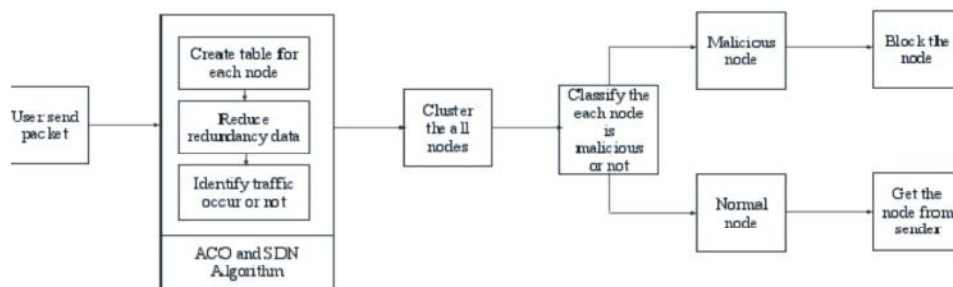 User send
packet
Create table for
each node
Reduce
redundancy data
Identify traffic
occur or not
ACO and SDN
Algorithm
Cluster
the all
nodes
Classify the
each node
is
malicious
or not
Malicious
node
Block the
node
Normal
node
Get the
node from
sender